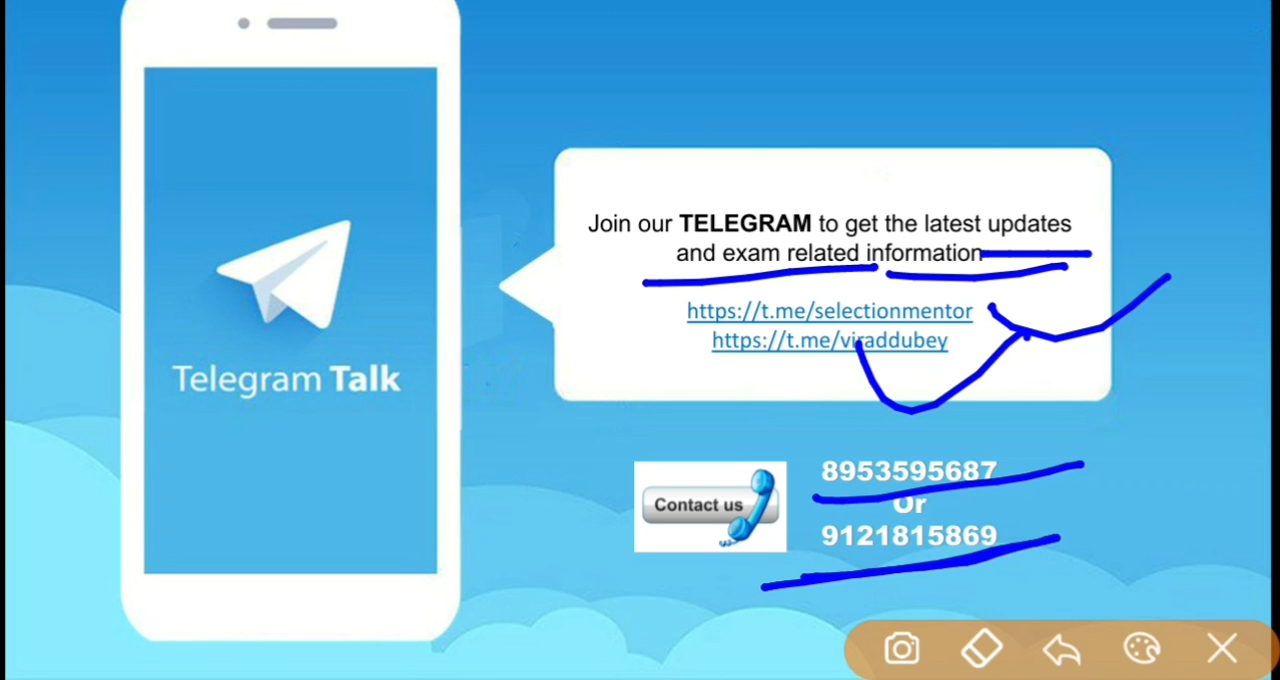 Telegram Talk
Join our TELEGRAM to get the latest updates
and exam related information
https://t.me/selectionmentor
https://t.me/viraddubey
Contact us
8953595687
Or
9121815869